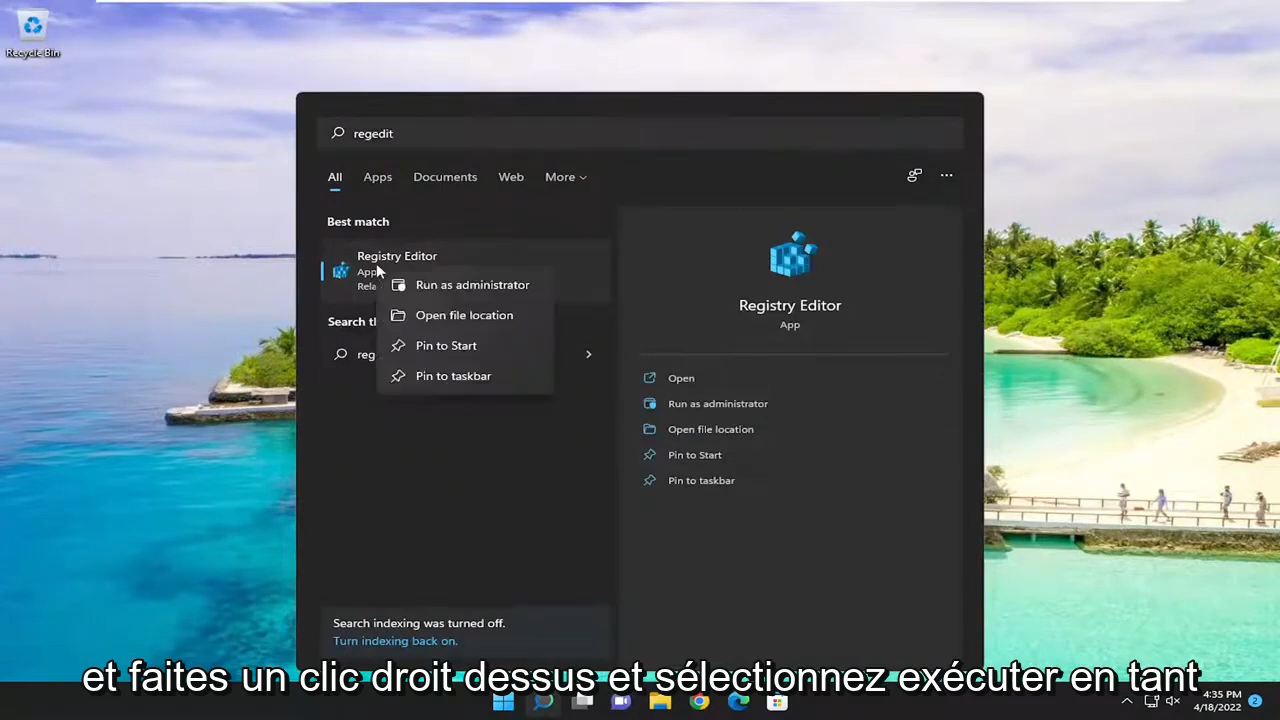 Recycle Bin
regedit
All Apps Documents Web More
Best match
Registry Editor
App
Rela
Run as administrator
Open file location
Pin to Start
Pin to taskbar
Search t
reg
Registry Editor
App
Open
Run as administrator
Open file location
Pin to Start
Pin to taskbar
Search indexing was turned off.
Turn indexing back on.
et faites un clic droit dessus et sélectionnez exécuter en tant
4:35 PM
4/18/2022
2